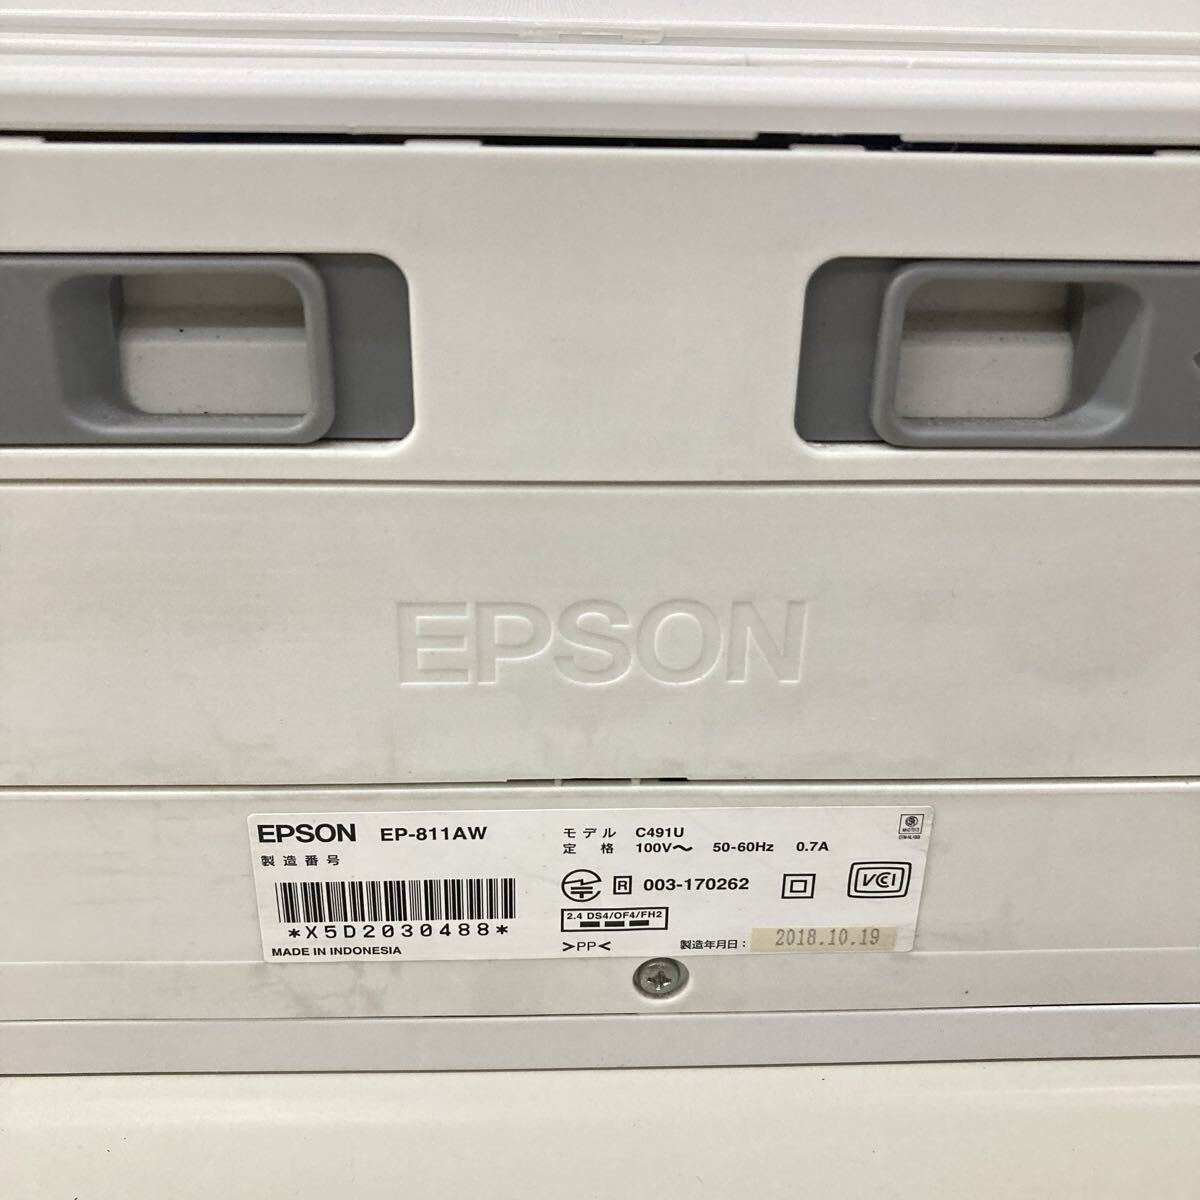 EPSON
EPSON EP-811AW
製造番号
*X5D2030488*
MADE IN INDONESIA
モデル C491U
定格 100V～ 50-60Hz 0.7A
R 003-170262
VCCI
2.4 DS4/OF4/FH2
>PP<
製造年月日: 2018.10.19